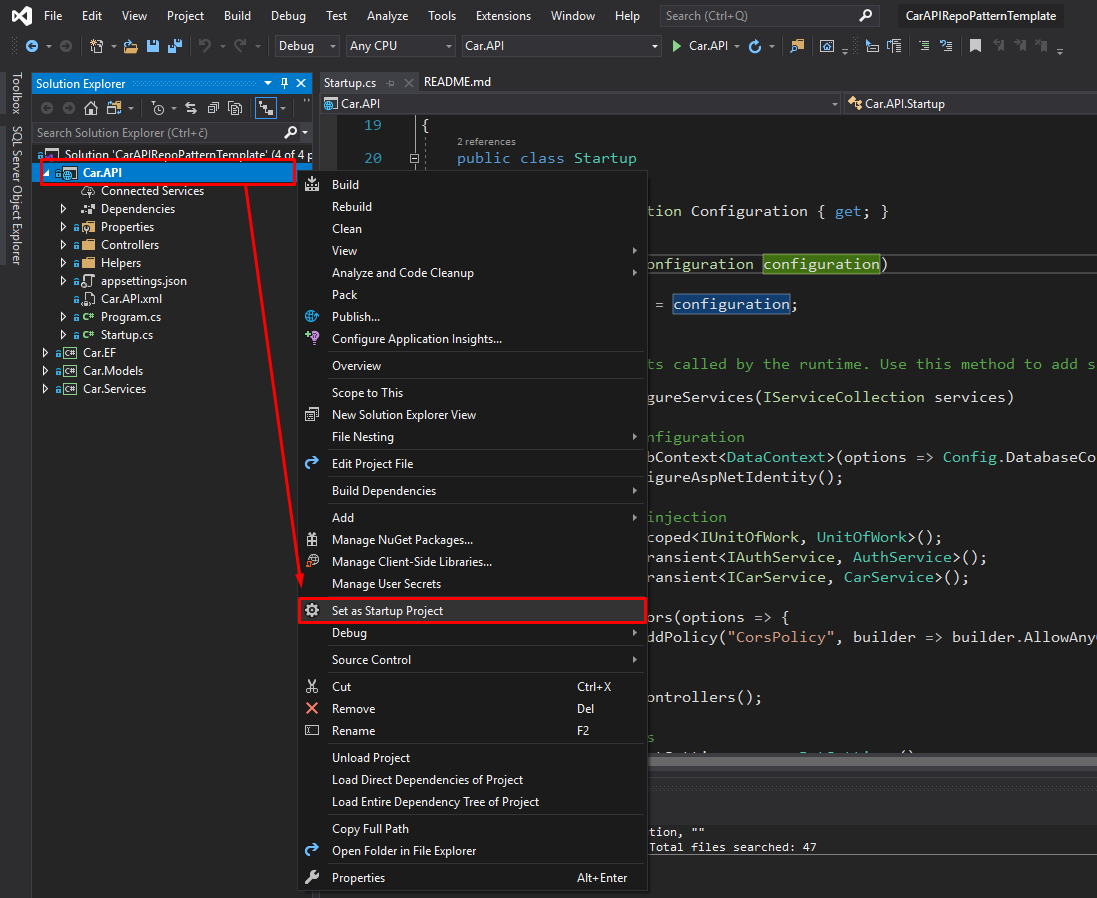 File Edit View Project Build Debug Test Analyze Tools Extensions Window Help Search (Ctrl+Q) CarAPIRepoPatternTemplate
Debug Any CPU Car.API Car.API
Toolbox
SQL Server Object Explorer
Solution Explorer
Search Solution Explorer (Ctrl+č)
Solution 'CarAPIRepoPatternTemplate' (4 of 4 p
Car.API
Connected Services
Dependencies
Properties
Controllers
Helpers
appsettings.json
Car.API.xml
Program.cs
Startup.cs
Car.EF
Car.Models
Car.Services
Startup.cs README.md
Car.API Car.API.Startup
19 {
2 references
20 public class Startup
tion Configuration { get; }
onfiguration configuration)
= configuration;
ts called by the runtime. Use this method to add s
gureServices(IServiceCollection services)
nfiguration
bContext<DataContext>(options => Config.DatabaseCo
igureAspNetIdentity();
injection
coped<IUnitOfWork, UnitOfWork>();
ransient<IAuthService, AuthService>();
ransient<ICarService, CarService>();
ors(options => {
ddPolicy("CorsPolicy", builder => builder.AllowAny
ontrollers();
s
Build
Rebuild
Clean
View
Analyze and Code Cleanup
Pack
Publish...
Configure Application Insights...
Overview
Scope to This
New Solution Explorer View
File Nesting
Edit Project File
Build Dependencies
Add
Manage NuGet Packages...
Manage Client-Side Libraries...
Manage User Secrets
Set as Startup Project
Debug
Source Control
Cut Ctrl+X
Remove Del
Rename F2
Unload Project
Load Direct Dependencies of Project
Load Entire Dependency Tree of Project
Copy Full Path
Open Folder in File Explorer
Properties Alt+Enter
tion, ""
Total files searched: 47